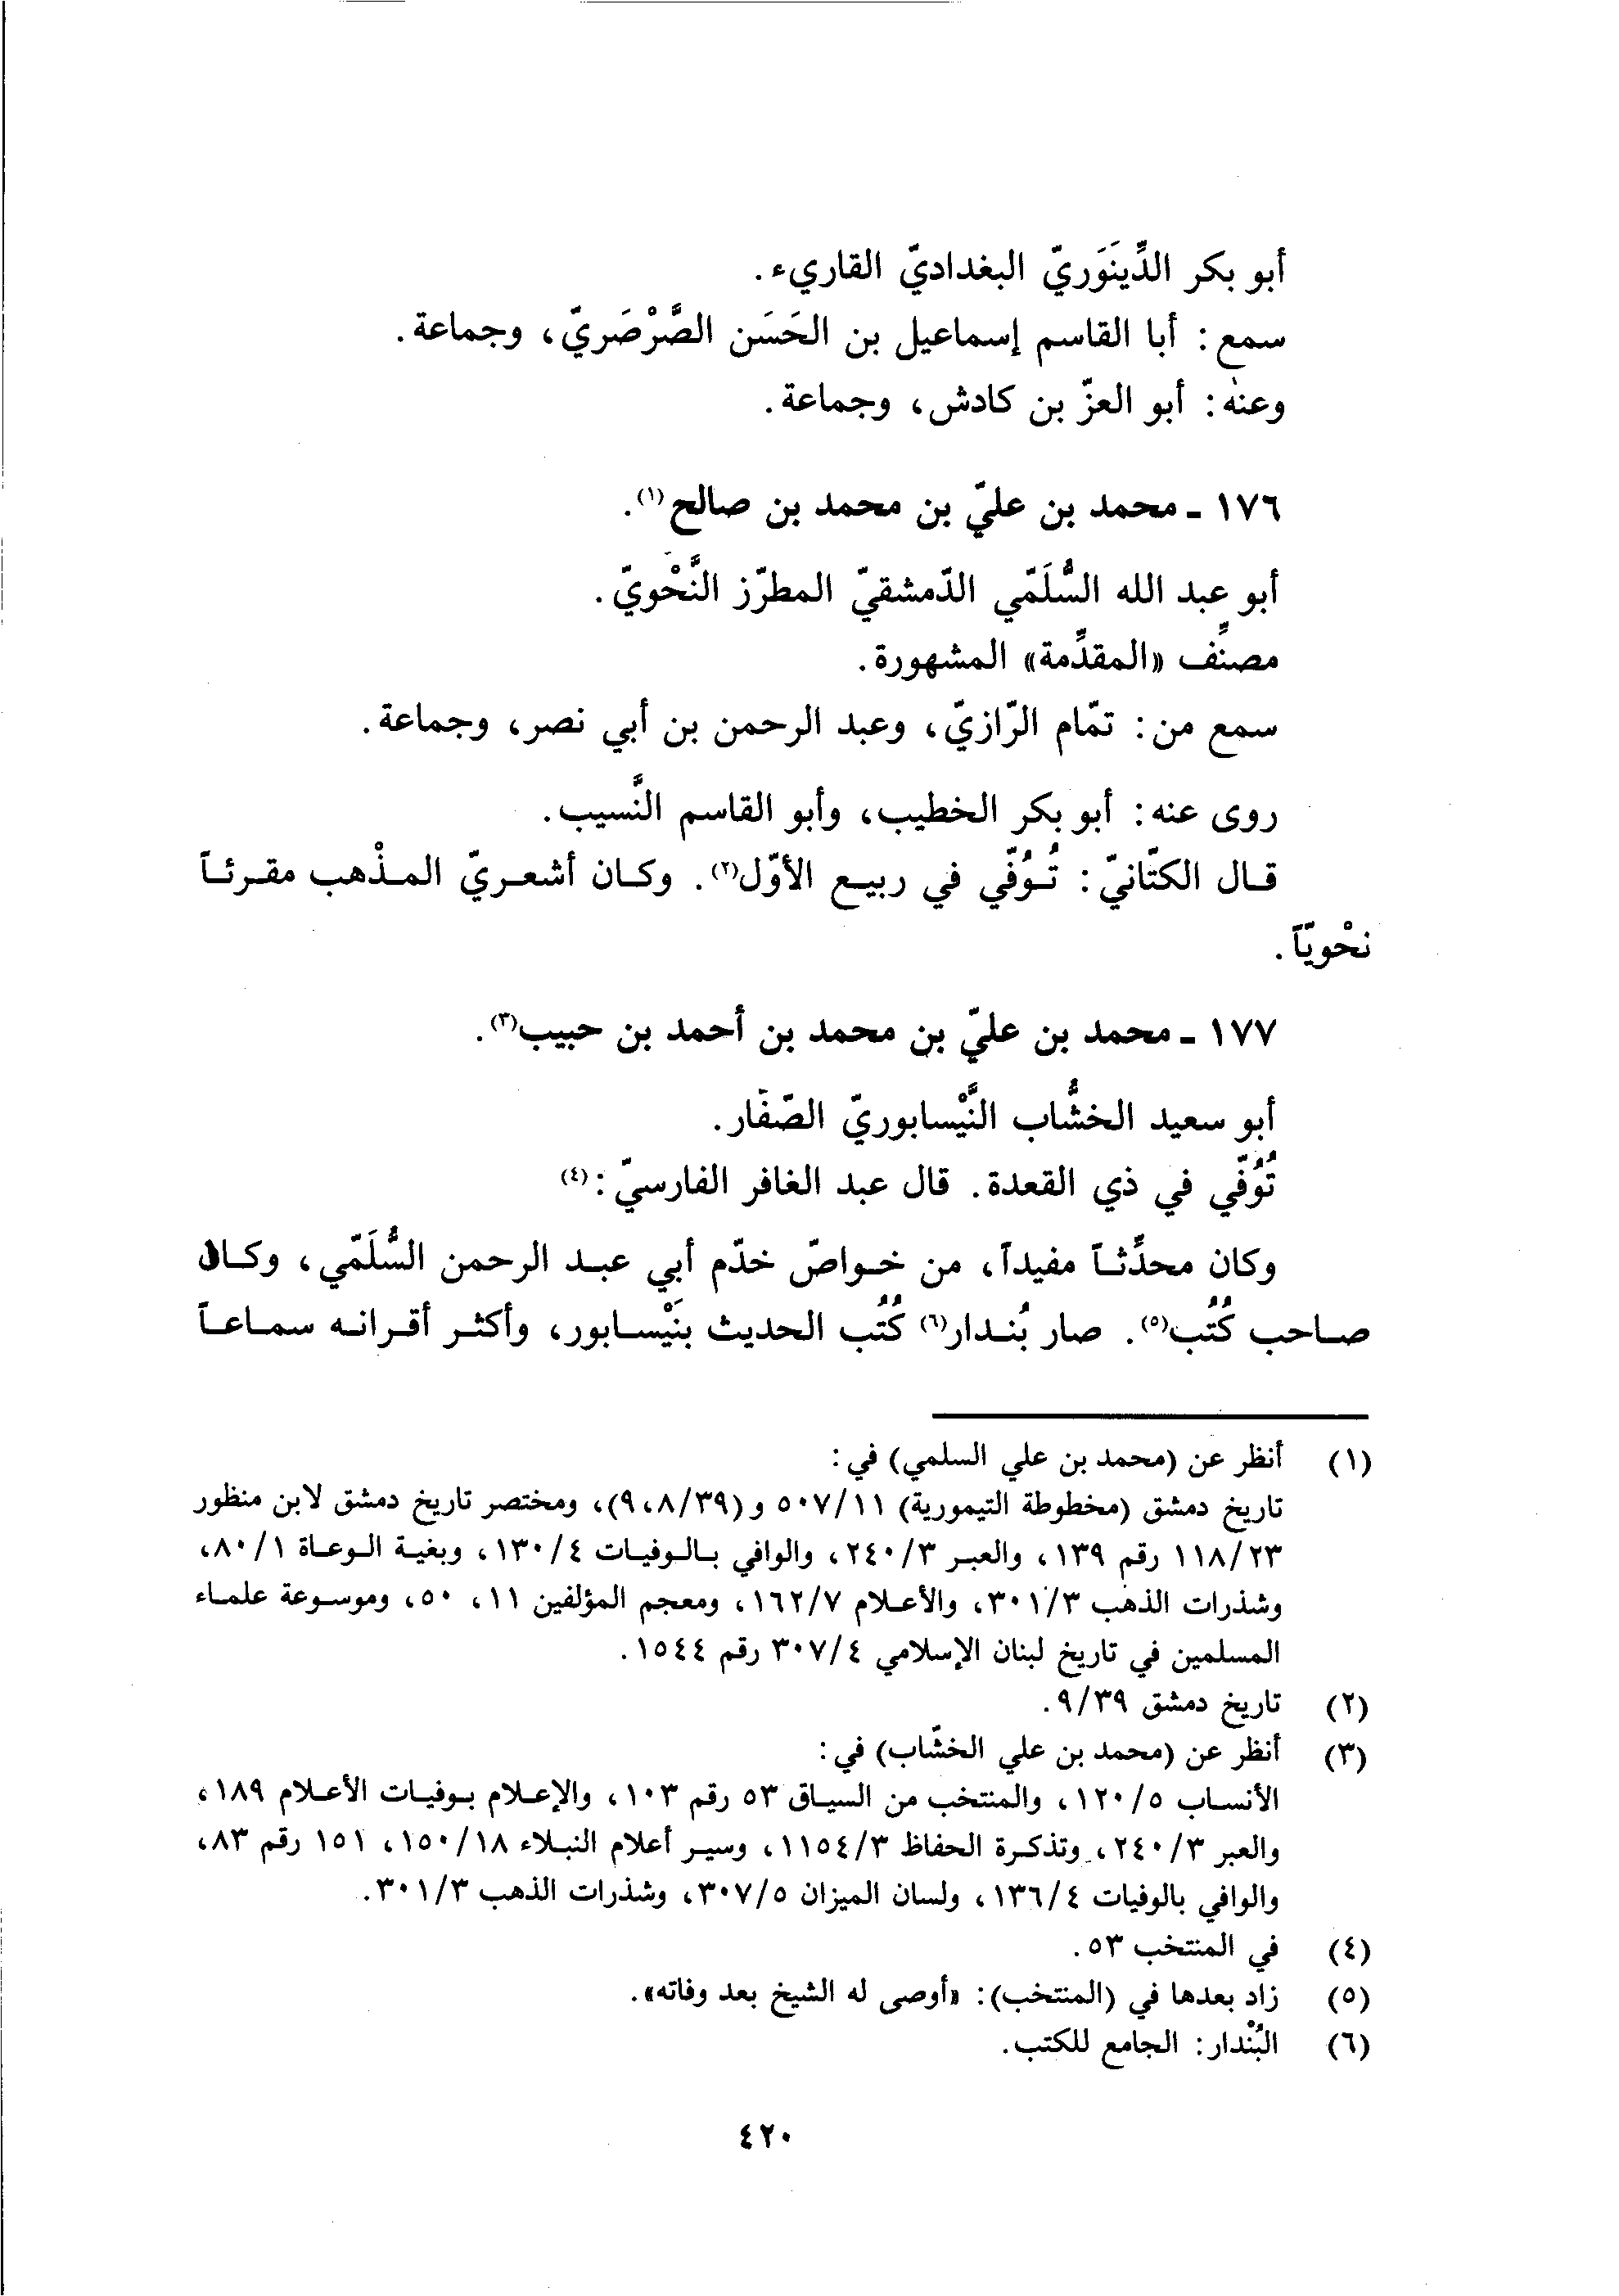 أبو بكر الدِّينَوَريّ البغداديّ القاريء.
سمع: أبا القاسم إسماعيل بن الحَسَن الصَّرْصَريّ، وجماعة.
وعنه: أبو العزّ بن كادش، وجماعة.
١٧٦ ـ محمد بن عليّ بن محمد بن صالح(١).
أبو عبد الله السُّلَمّي الدّمشقيّ المطرّز النَّحْويّ.
مصنِّف «المقدِّمة» المشهورة.
سمع من: تمّام الرّازيّ، وعبد الرحمن بن أبي نصر، وجماعة.
روى عنه: أبو بكر الخطيب، وأبو القاسم النَّسيب.
قال الكتّانيّ: تُوُفّي في ربيع الأوّل(٢). وكان أشعريّ المذْهب مقرئاً
نحْويّاً.
١٧٧ ـ محمد بن عليّ بن محمد بن أحمد بن حبيب(٣).
أبو سعيد الخشَّاب النَّيْسابوريّ الصّفّار.
تُوُفّي في ذي القعدة. قال عبد الغافر الفارسيّ:(٤)
وكان محدِّثاً مفيداً، من خواصّ خدّم أبي عبد الرحمن السُّلَمّي، وكان
صاحب كُتُب(٥). صار بُندار(٦) كُتُب الحديث بنَيْسابور، وأكثر أقرانه سماعاً
(١) أنظر عن (محمد بن علي السلمي) في:
تاريخ دمشق (مخطوطة التيمورية) ٥٠٧/١١ و(٨/٣٩، ٩)، ومختصر تاريخ دمشق لابن منظور
١١٨/٢٣ رقم ١٣٩، والعبر ٢٤٠/٣، والوافي بالوفيات ١٣٠/٤، وبغية الوعاة ٨٠/١،
وشذرات الذهب ٣٠١/٣، والأعلام ١٦٢/٧، ومعجم المؤلفين ١١، ٥٠، وموسوعة علماء
المسلمين في تاريخ لبنان الإسلامي ٣٠٧/٤ رقم ١٥٤٤.
(٢) تاريخ دمشق ٩/٣٩.
(٣) أنظر عن (محمد بن علي الخشّاب) في:
الأنساب ١٢٠/٥، والمنتخب من السياق ٥٣ رقم ١٠٣، والإعلام بوفيات الأعلام ١٨٩،
والعبر ٢٤٠/٣، وتذكرة الحفاظ ١١٥٤/٣، وسير أعلام النبلاء ١٥٠/١٨، ١٥١ رقم ٨٣،
والوافي بالوفيات ١٣٦/٤، ولسان الميزان ٣٠٧/٥، وشذرات الذهب ٣٠١/٣.
(٤) في المنتخب ٥٣.
(٥) زاد بعدها في (المنتخب): «أوصى له الشيخ بعد وفاته».
(٦) البُنْدار: الجامع للكتب.
٤٢٠